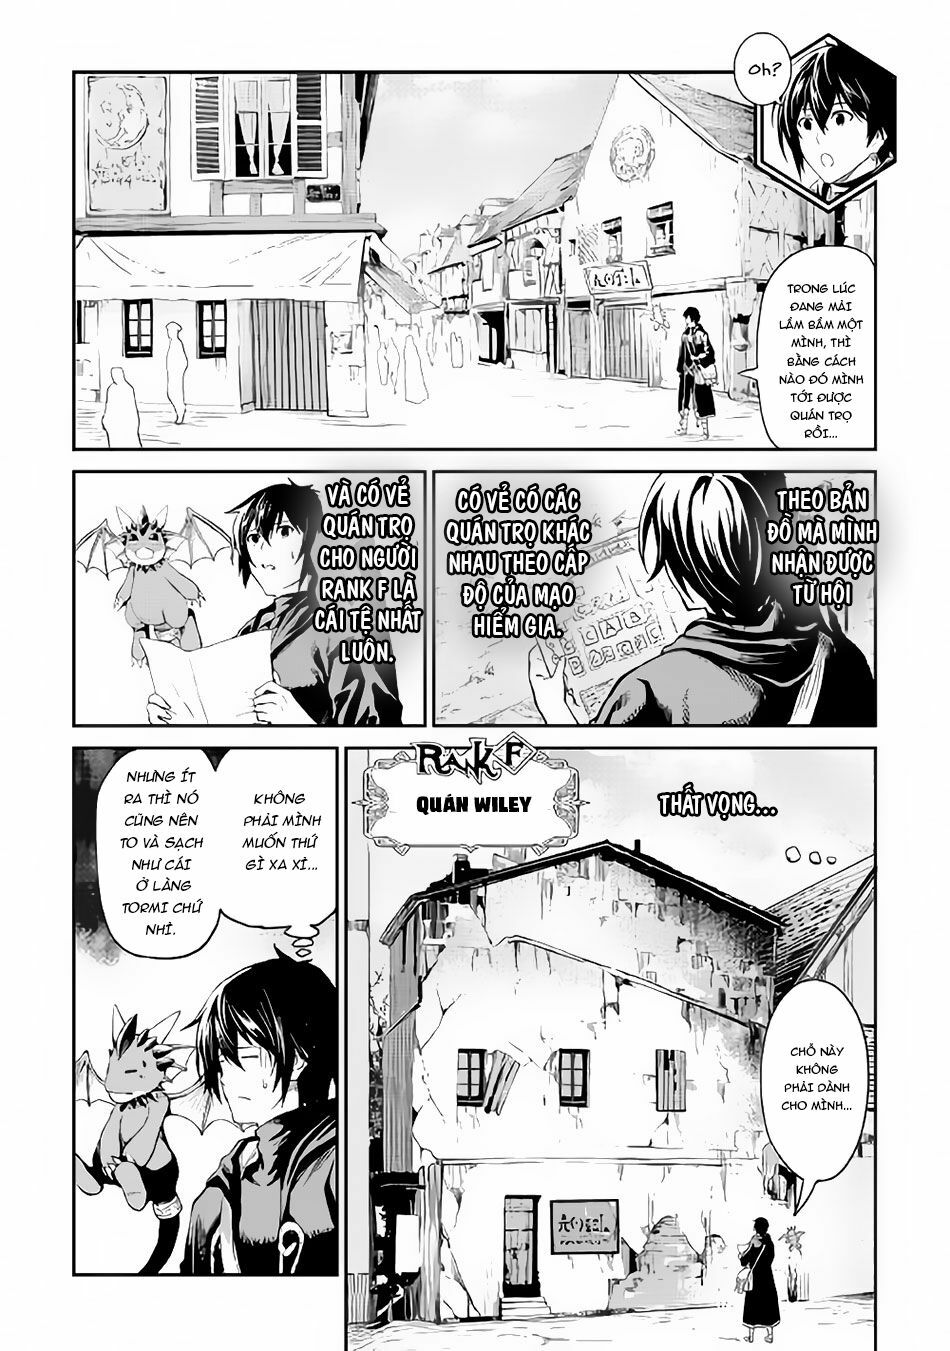 Oh?
TRONG LÚC
ĐANG MẢI
LẨM BẨM MỘT
MÌNH, THÌ
BẰNG CÁCH
NÀO ĐÓ MÌNH
TỚI ĐƯỢC
QUÁN TRỌ
RỒI...
THEO BẢN
ĐỒ MÀ MÌNH
NHẬN ĐƯỢC
TỪ HỘI
CÓ VẺ CÓ CÁC
QUÁN TRỌ KHÁC
NHAU THEO CẤP
ĐỘ CỦA MẠO
HIỂM GIA.
VÀ CÓ VẺ
QUÁN TRỌ
CHO NGƯỜI
RANK F LÀ
CÁI TỆ NHẤT
LUÔN.
RANK F
QUÁN WILEY
THẤT VỌNG...
CHỖ NÀY
KHÔNG
PHẢI DÀNH
CHO MÌNH...
KHÔNG
PHẢI MÌNH
MUỐN THỨ
GÌ XA XỈ...
NHƯNG ÍT
RA THÌ NÓ
CŨNG NÊN
TO VÀ SẠCH
NHƯ CÁI
Ở LÀNG
TORMI CHỨ
NHỈ.